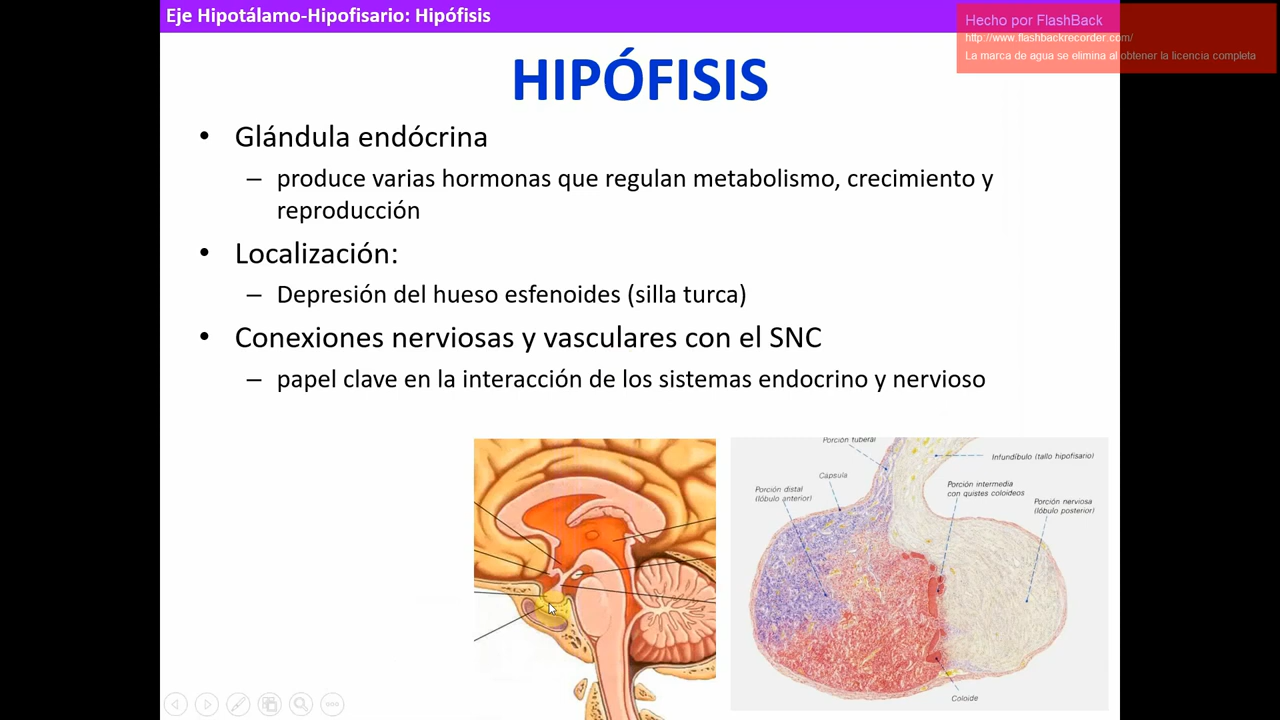 Eje Hipotálamo-Hipofisario: Hipófisis
Hecho por FlashBack
http://www.flashbackrecorder.com/
La marca de agua se elimina al obtener la licencia completa
HIPÓFISIS
• Glándula endócrina
– produce varias hormonas que regulan metabolismo, crecimiento y
reproducción
• Localización:
– Depresión del hueso esfenoides (silla turca)
• Conexiones nerviosas y vasculares con el SNC
– papel clave en la interacción de los sistemas endocrino y nervioso
Porción tuberal
Infundíbulo (tallo hipofisario)
Cápsula
Porción distal
(lóbulo anterior)
Porción intermedia
con quistes coloideos
Porción nerviosa
(lóbulo posterior)
Coloide